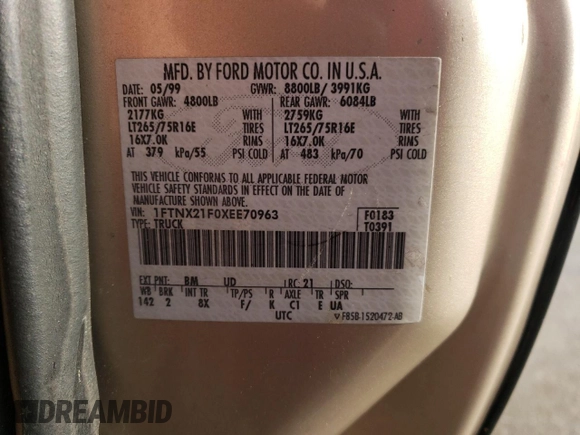 MFD. BY FORD MOTOR CO. IN U.S.A.
DATE: 05/99 GVWR: 8800LB/ 3991KG
FRONT GAWR: 4800LB REAR GAWR: 6084LB
2177KG WITH 2759KG WITH
LT265/75R16E TIRES LT265/75R16E TIRES
16X7.0K RIMS 16X7.0K RIMS
AT 379 kPa/55 PSI COLD AT 483 kPa/70 PSI COLD
THIS VEHICLE CONFORMS TO ALL APPLICABLE FEDERAL MOTOR
VEHICLE SAFETY STANDARDS IN EFFECT ON THE DATE OF
MANUFACTURE SHOWN ABOVE.
VIN: 1FTNX21F0XEE70963 F0183
TYPE: TRUCK T0391
EXT PNT: BM UD RC: 21 DSO:
WB BRK INT TR TP/PS R AXLE TR SPR
142 2 8X F/ K C1 E UA
UTC F85B-1520472-AB
DREAMBID